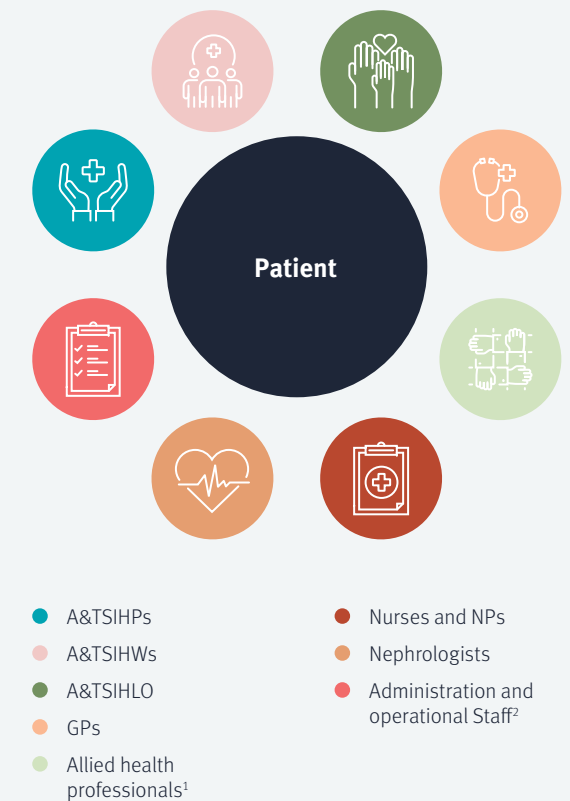 Patient
A&TSIHPs
A&TSIHWs
A&TSIHLO
GPs
Allied health
professionals¹
Nurses and NPs
Nephrologists
Administration and
operational Staff²